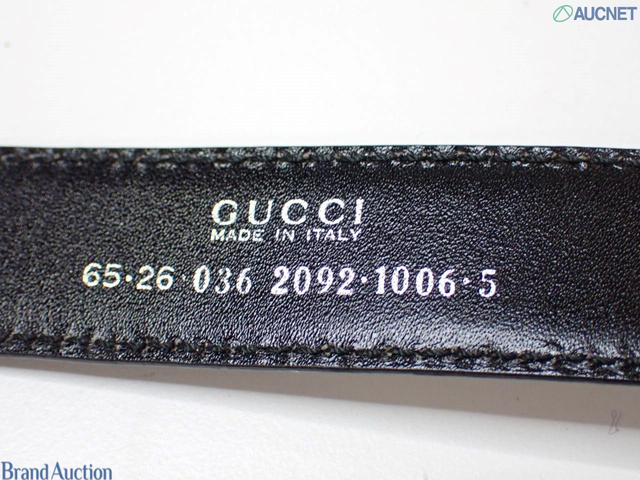 AUCNET
GUCCI
MADE IN ITALY
65·26·036 2092·1006·5
Brand Auction